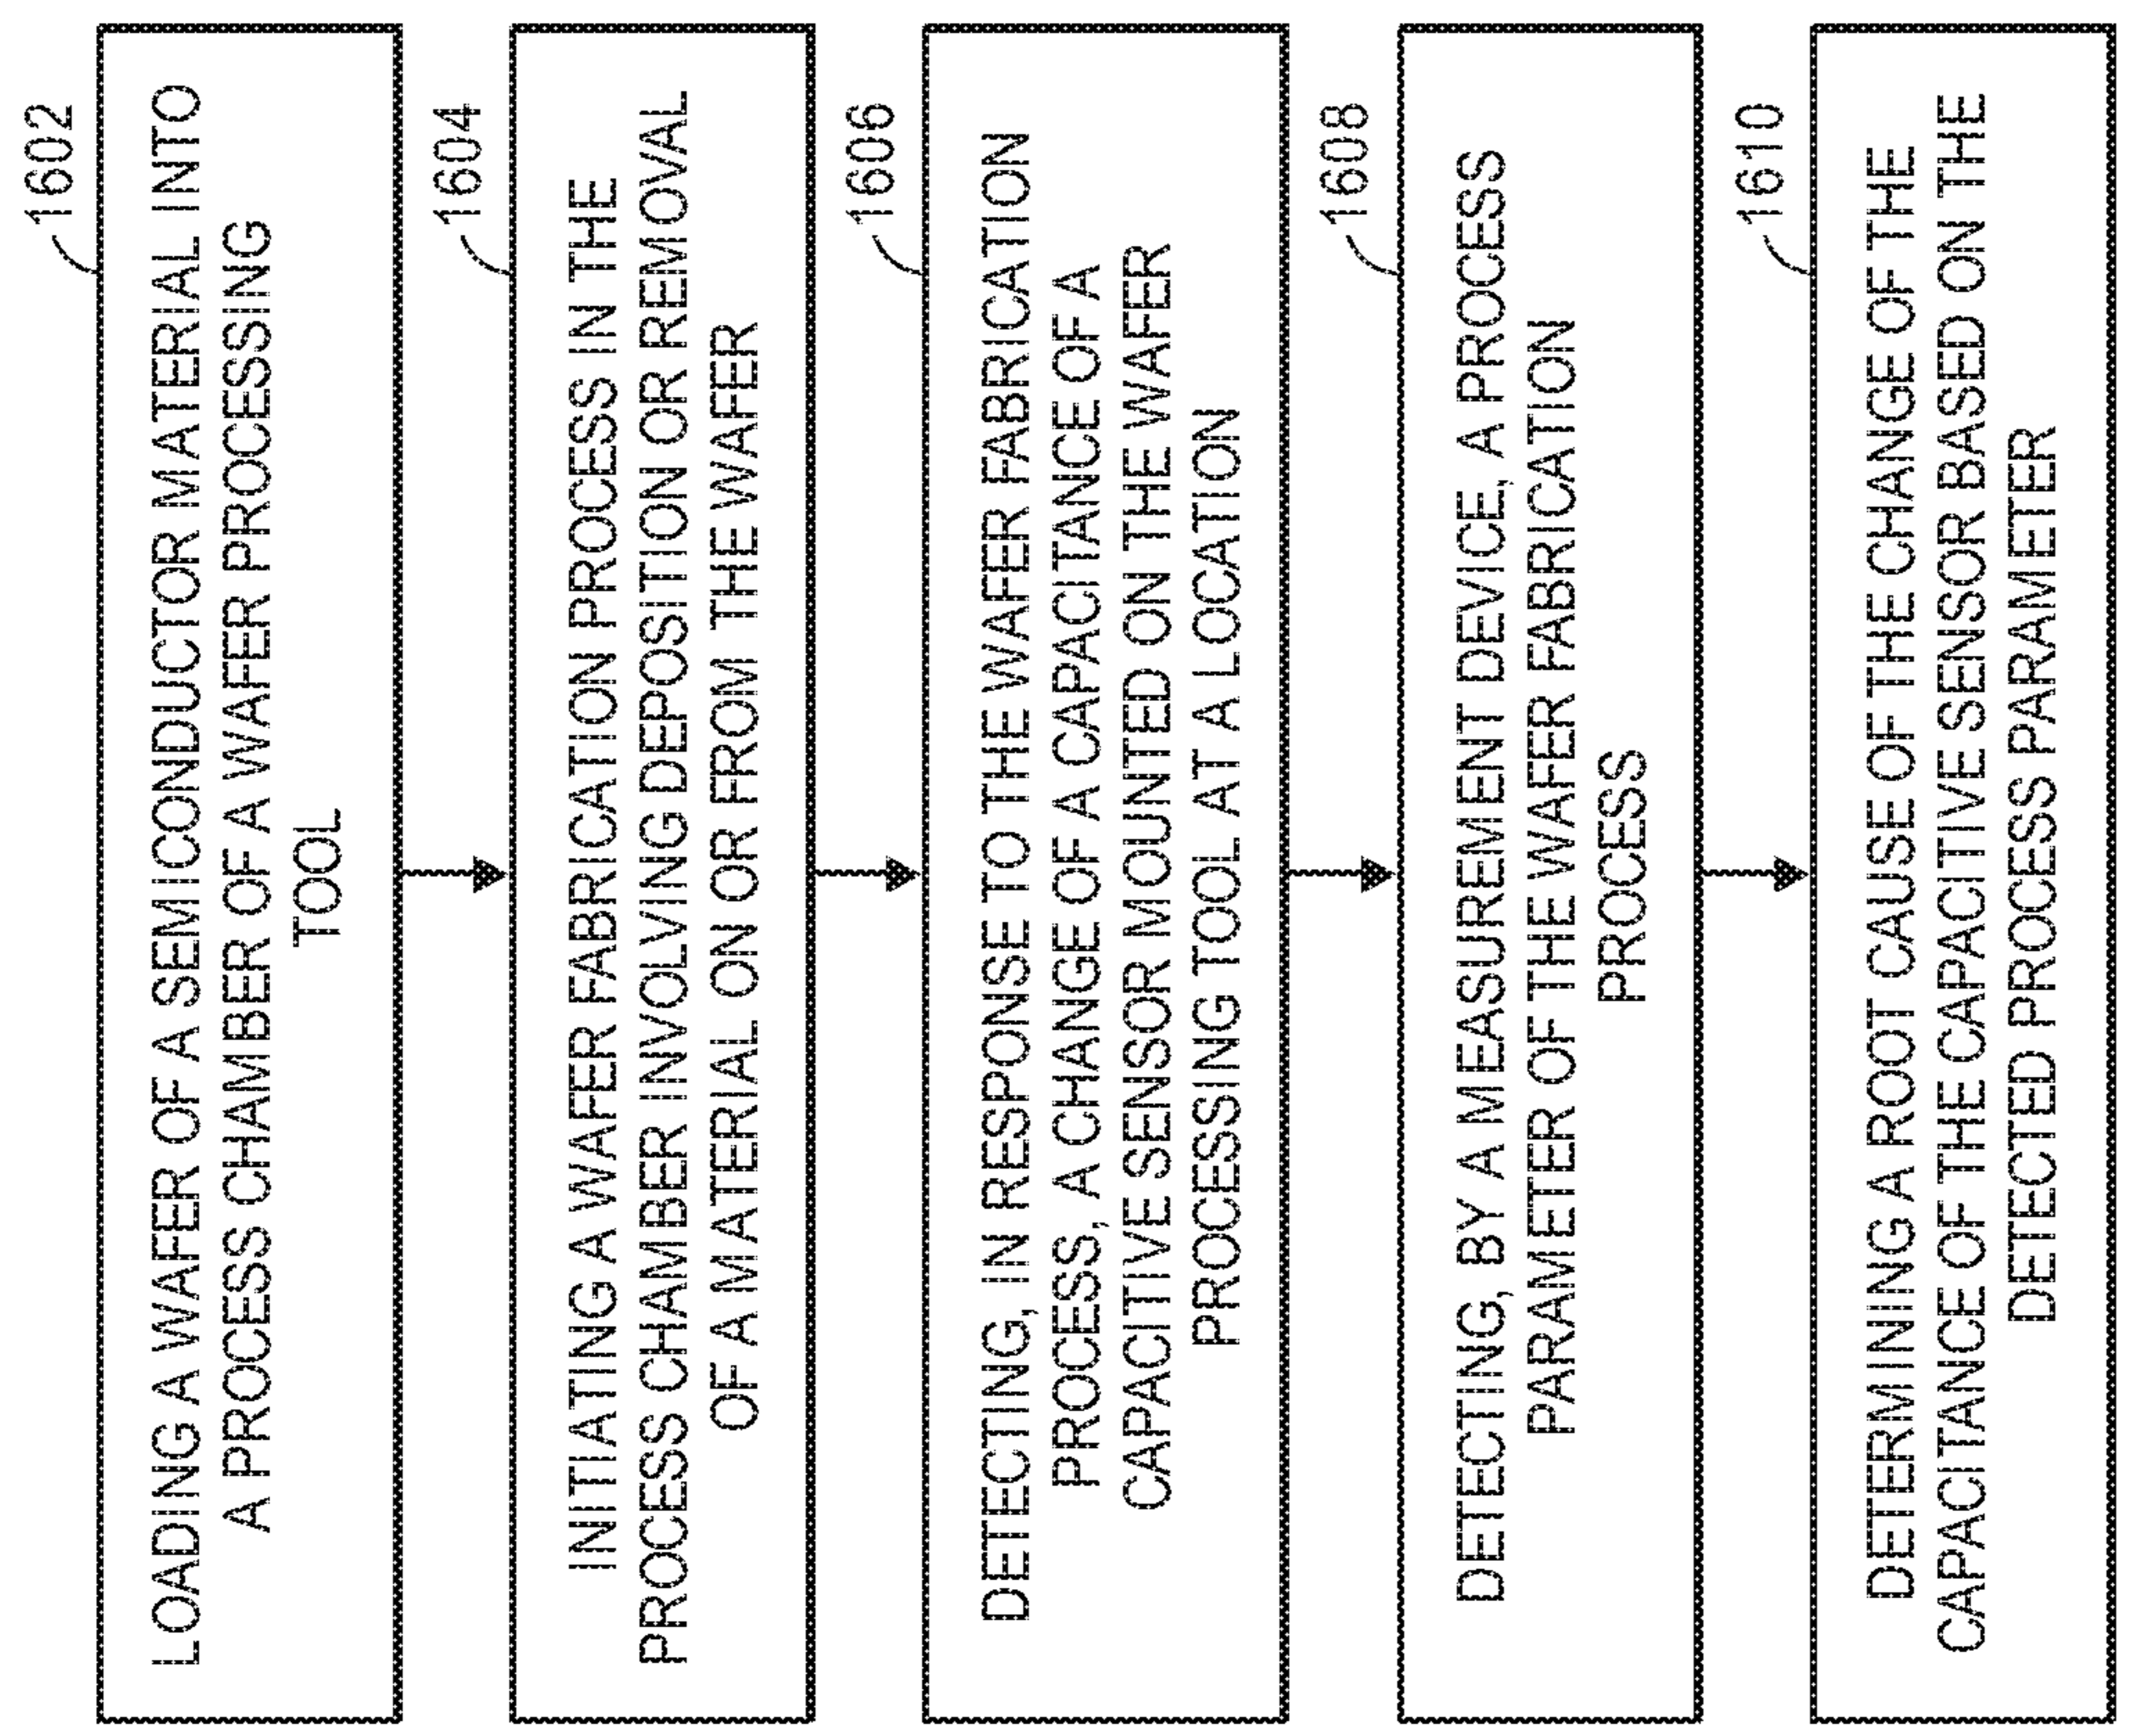 1602
LOADING A WAFER OF A SEMICONDUCTOR MATERIAL INTO
A PROCESS CHAMBER OF A WAFER PROCESSING
TOOL
1604
INITIATING A WAFER FABRICATION PROCESS IN THE
PROCESS CHAMBER INVOLVING DEPOSITION OR REMOVAL
OF A MATERIAL ON OR FROM THE WAFER
1606
DETECTING, IN RESPONSE TO THE WAFER FABRICATION
PROCESS, A CHANGE OF A CAPACITANCE OF A
CAPACITIVE SENSOR MOUNTED ON THE WAFER
PROCESSING TOOL AT A LOCATION
1608
DETECTING, BY A MEASUREMENT DEVICE, A PROCESS
PARAMETER OF THE WAFER FABRICATION
PROCESS
1610
DETERMINING A ROOT CAUSE OF THE CHANGE OF THE
CAPACITANCE OF THE CAPACITIVE SENSOR BASED ON THE
DETECTED PROCESS PARAMETER